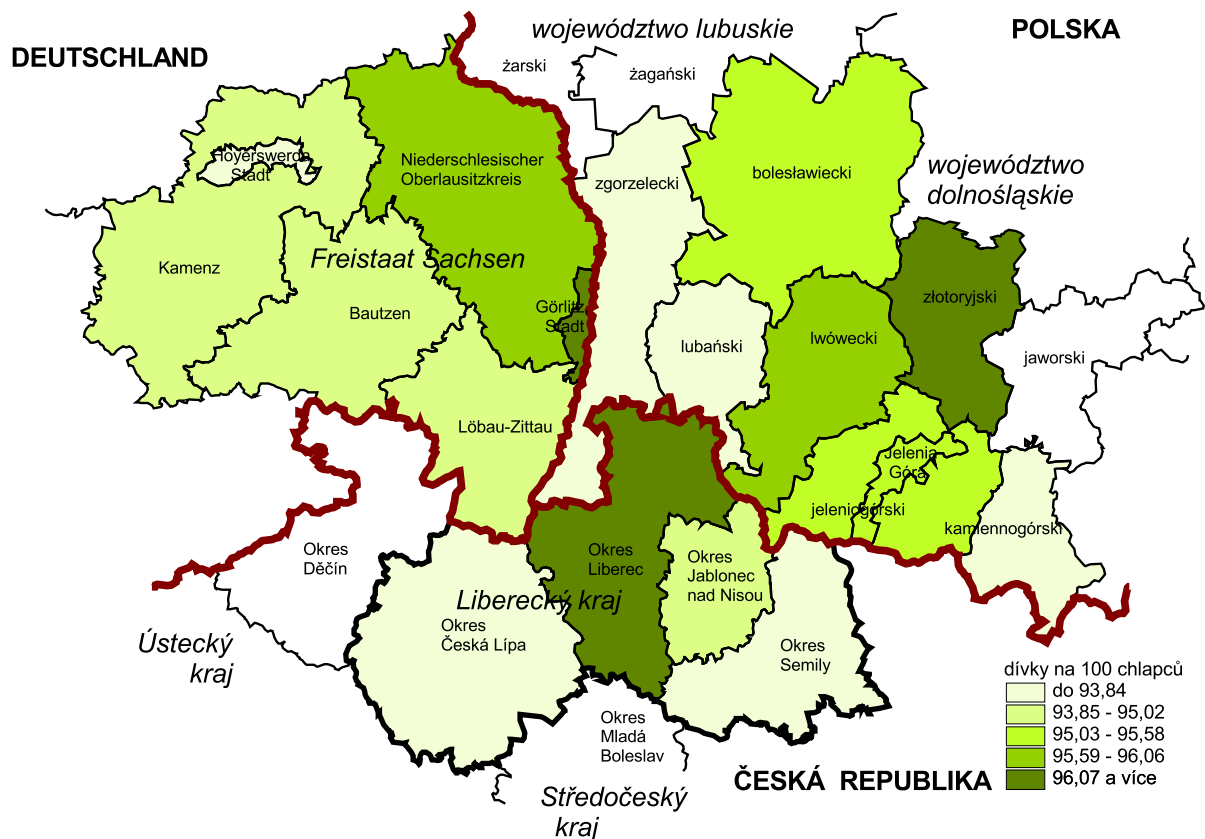 DEUTSCHLAND
województwo lubuskie
POLSKA
żarski
żagański
Hoyerswerda
Stadt
Niederschlesischer
Oberlausitzkreis
zgorzelecki
bolesławiecki
województwo
dolnośląskie
Kamenz
Freistaat Sachsen
Bautzen
Görlitz
Stadt
złotoryjski
lubański
lwówecki
jaworski
Löbau-Zittau
Jelenia
Góra
jeleniogórski
kamiennogórski
Okres
Děčín
Okres
Liberec
Okres
Jablonec
nad Nisou
Liberecký kraj
Okres
Česká Lípa
Ústecký
kraj
Okres
Semily
Okres
Mladá
Boleslav
Středočeský
kraj
ČESKÁ REPUBLIKA
dívky na 100 chlapců
do 93,84
93,85 - 95,02
95,03 - 95,58
95,59 - 96,06
96,07 a více